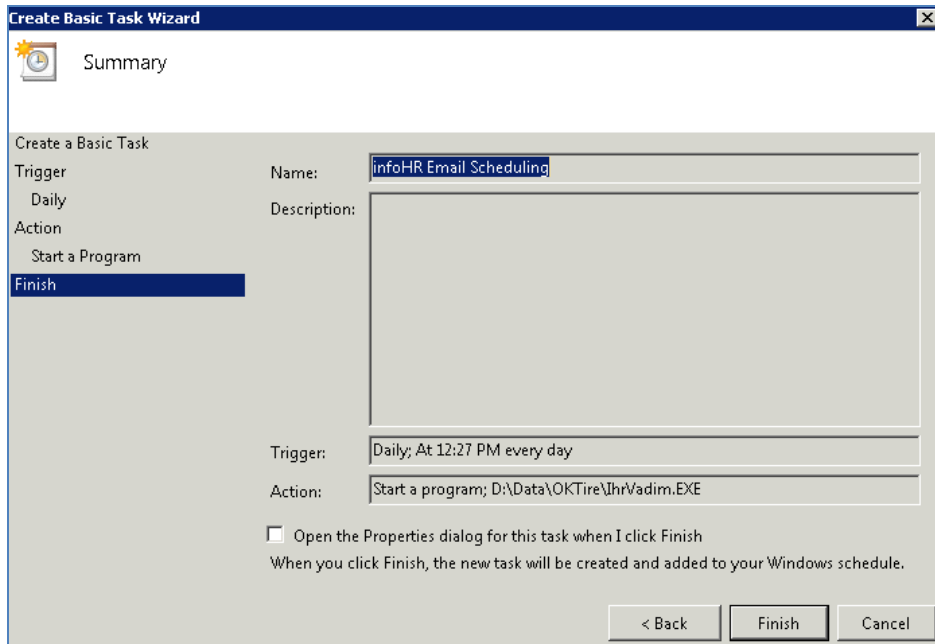 Create Basic Task Wizard
Summary
Create a Basic Task
Trigger
Daily
Action
Start a Program
Finish
Name: infoHR Email Scheduling
Description:
Trigger: Daily; At 12:27 PM every day
Action: Start a program; D:\Data\OKTire\IhrVadim.EXE
Open the Properties dialog for this task when I click Finish
When you click Finish, the new task will be created and added to your Windows schedule.
< Back Finish Cancel